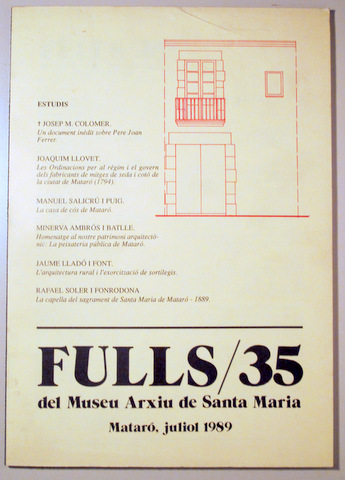 ESTUDIS
† JOSEP M. COLOMER.
Un document inèdit sobre Pere Joan
Ferrer.
JOAQUIM LLOVET.
Les Ordinacions per al règim i el govern
dels fabricants de mitges de seda i cotó de
la ciutat de Mataró (1794).
MANUEL SALICRÚ I PUIG.
La casa de cós de Mataró.
MINERVA AMBRÓS I BATLLE.
Homenatge al nostre patrimoni arquitectò-
nic: La peixateria pública de Mataró.
JAUME LLADÓ I FONT.
L'arquitectura rural i l'exorcització de sortilegis.
RAFAEL SOLER I FONRODONA
La capella del sagrament de Santa Maria de Mataró - 1889.
FULLS/35
del Museu Arxiu de Santa Maria
Mataró, juliol 1989